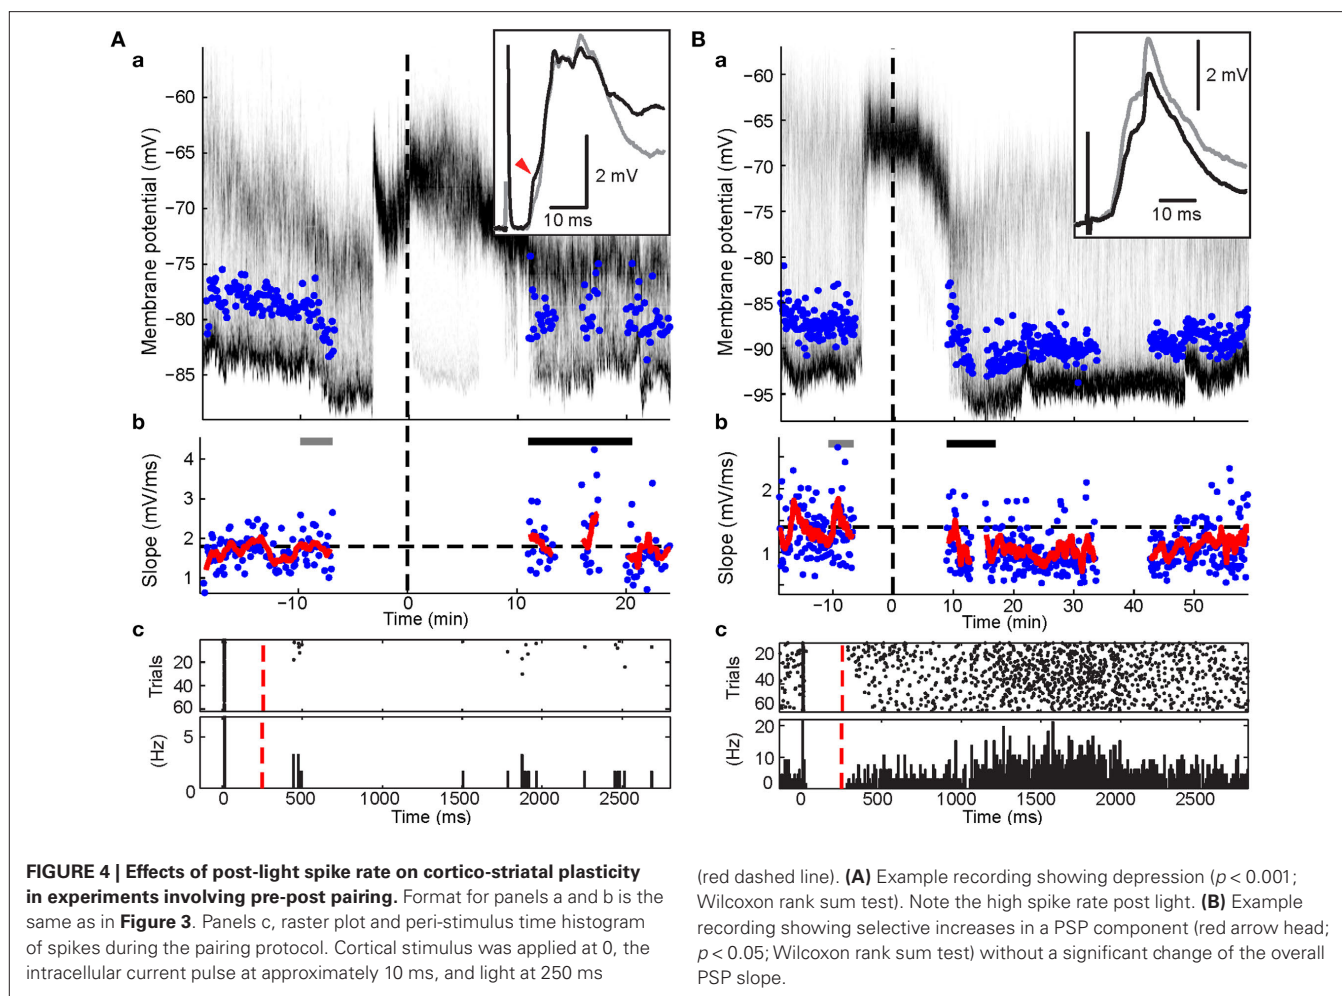 A
a
−60
−65
−70
−75
−80
−85
Membrane potential (mV)
2 mV
10 ms
b
4
3
2
1
Slope (mV/ms)
−10
0
10
20
Time (min)
c
Trials
20
40
60
(Hz)
5
0
0
500
1000
1500
2000
2500
Time (ms)
B
a
−60
−65
−70
−75
−80
−85
−90
−95
Membrane potential (mV)
2 mV
10 ms
b
2
1
Slope (mV/ms)
−10
0
10
20
30
40
50
Time (min)
c
Trials
20
40
60
(Hz)
20
10
0
0
500
1000
1500
2000
2500
Time (ms)
FIGURE 4 | Effects of post-light spike rate on cortico-striatal plasticity
in experiments involving pre-post pairing. Format for panels a and b is the
same as in Figure 3. Panels c, raster plot and peri-stimulus time histogram
of spikes during the pairing protocol. Cortical stimulus was applied at 0, the
intracellular current pulse at approximately 10 ms, and light at 250 ms
(red dashed line). (A) Example recording showing depression (p < 0.001;
Wilcoxon rank sum test). Note the high spike rate post light. (B) Example
recording showing selective increases in a PSP component (red arrow head;
p < 0.05; Wilcoxon rank sum test) without a significant change of the overall
PSP slope.